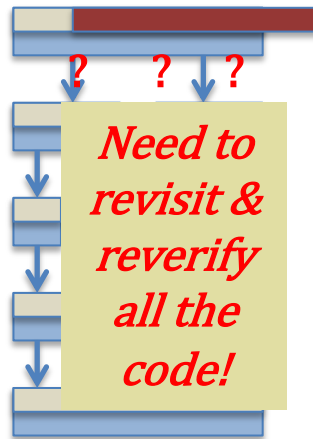 ? ? ?
Need to
revisit &
reverify
all the
code!